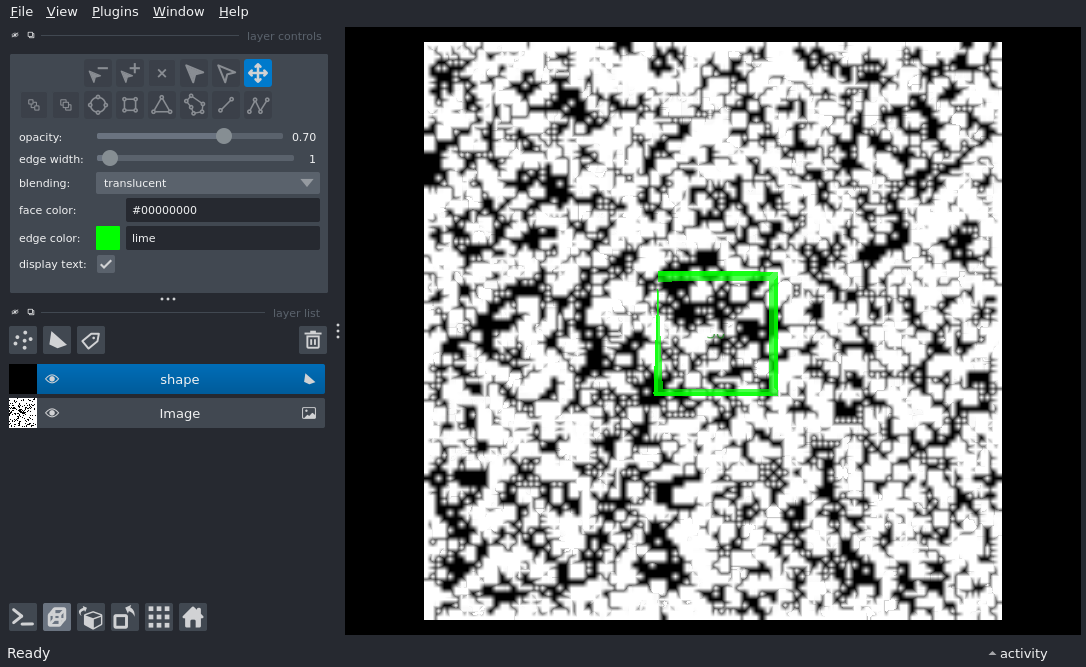 File View Plugins Window Help
layer controls
opacity: 0.70
edge width: 1
blending: translucent
face color: #00000000
edge color: lime
display text:
layer list
shape
Image
Ready
activity